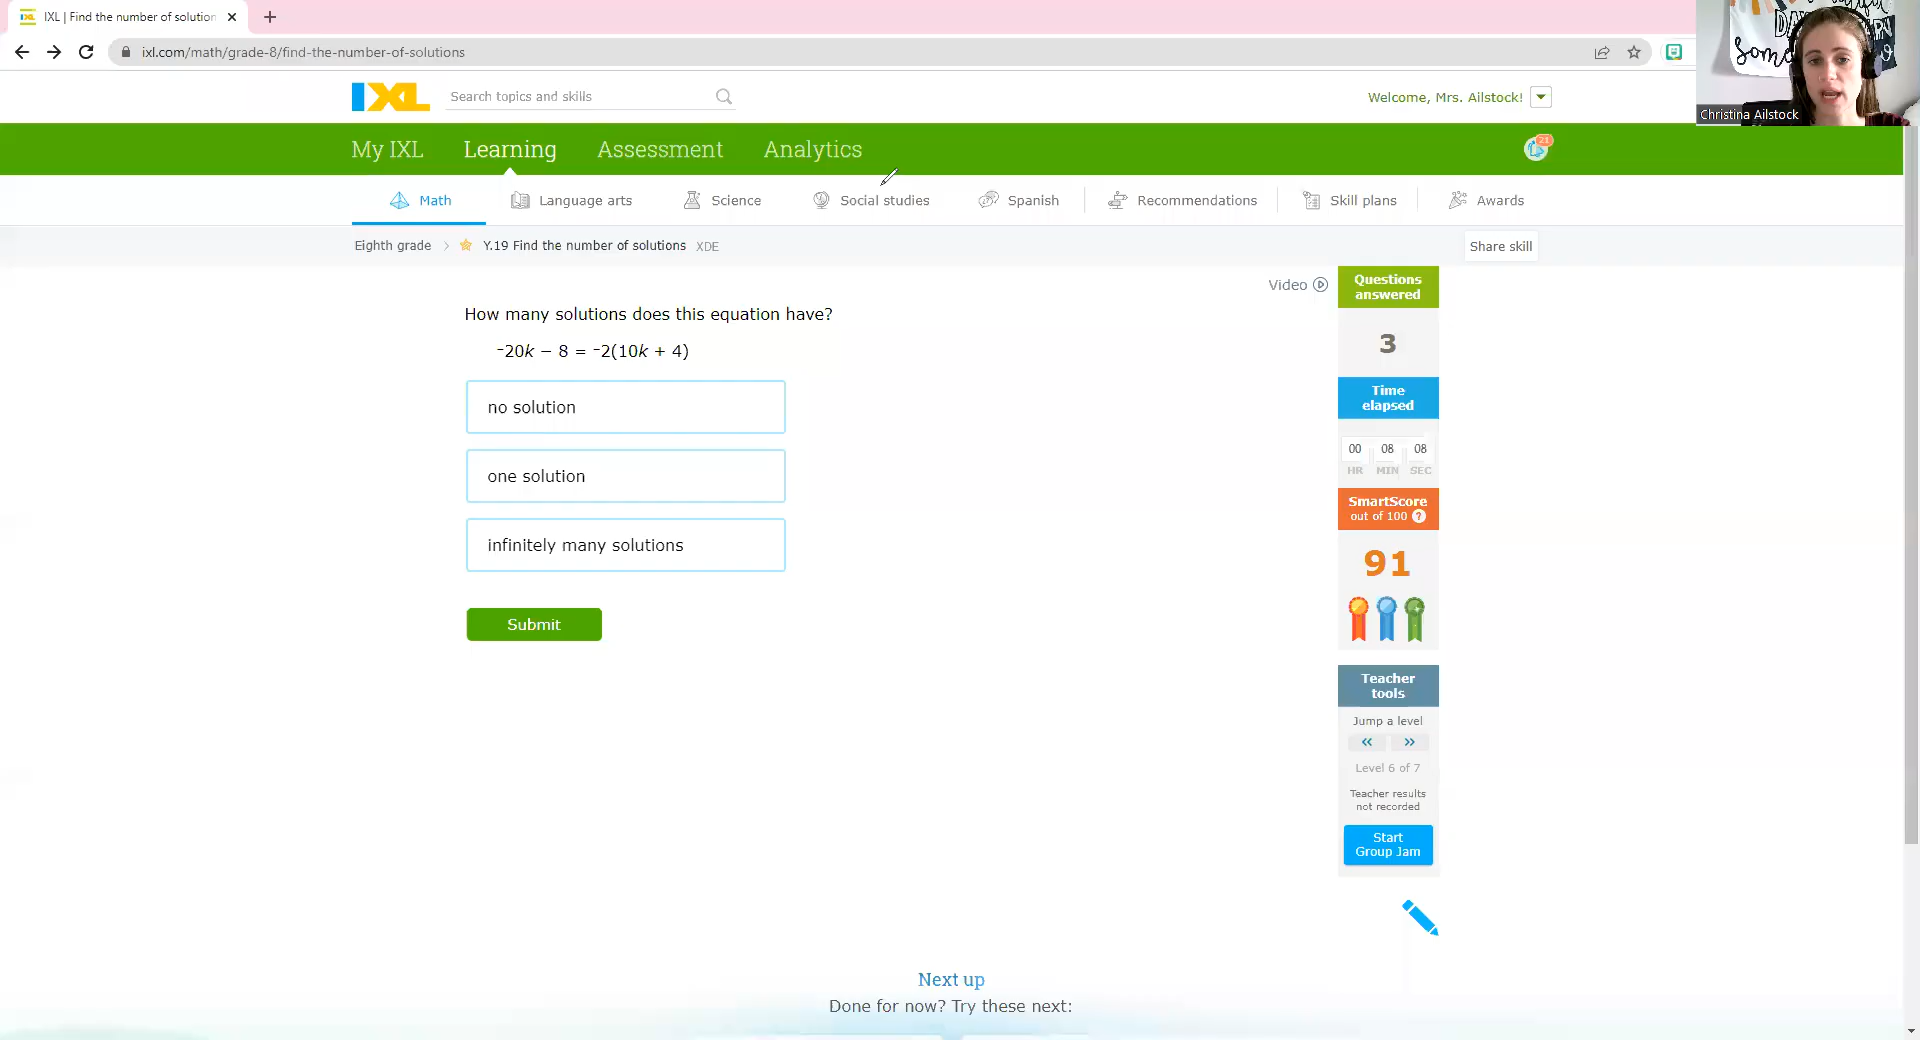 IXL | Find the number of solution
ixl.com/math/grade-8/find-the-number-of-solutions
IXL
Search topics and skills
Welcome, Mrs. Ailstock!
Christina Ailstock
My IXL Learning Assessment Analytics
21
Math Language arts Science Social studies Spanish Recommendations Skill plans Awards
Eighth grade > Y.19 Find the number of solutions XDE
Share skill
Video
How many solutions does this equation have?
⁻20k − 8 = ⁻2(10k + 4)
no solution
one solution
infinitely many solutions
Submit
Questions
answered
3
Time
elapsed
00 08 08
HR MIN SEC
SmartScore
out of 100 ?
91
Teacher
tools
Jump a level
« »
Level 6 of 7
Teacher results
not recorded
Start
Group Jam
Next up
Done for now? Try these next: